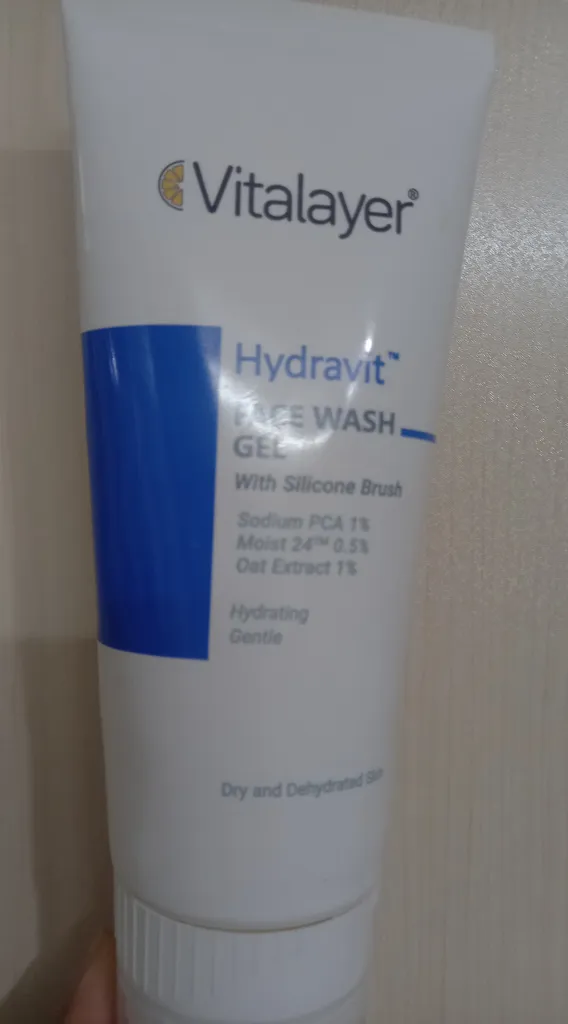 Vitalayer®
Hydravit™
FACE WASH
GEL
With Silicone Brush
Sodium PCA 1%
Moist 24™ 0.5%
Oat Extract 1%
Hydrating
Gentle
Dry and Dehydrated Skin